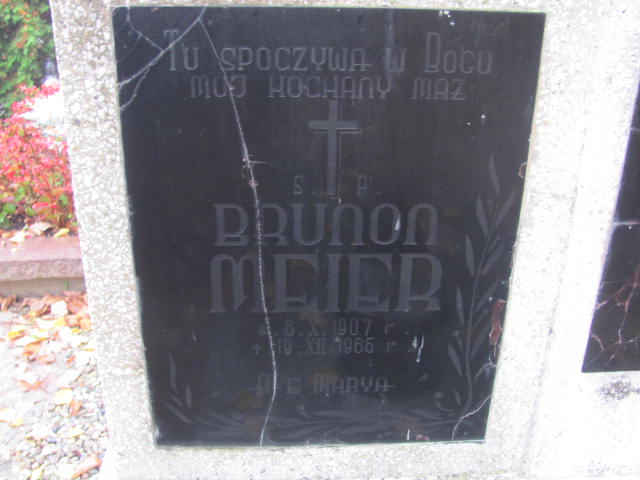 TU SPOCZYWA W BOGU
MÓJ KOCHANY MĄŻ
S. P.
BRUNON
MEIER
*. 6. X. 1907 r
+ 19. XII. 1965 r
AVE MARYA